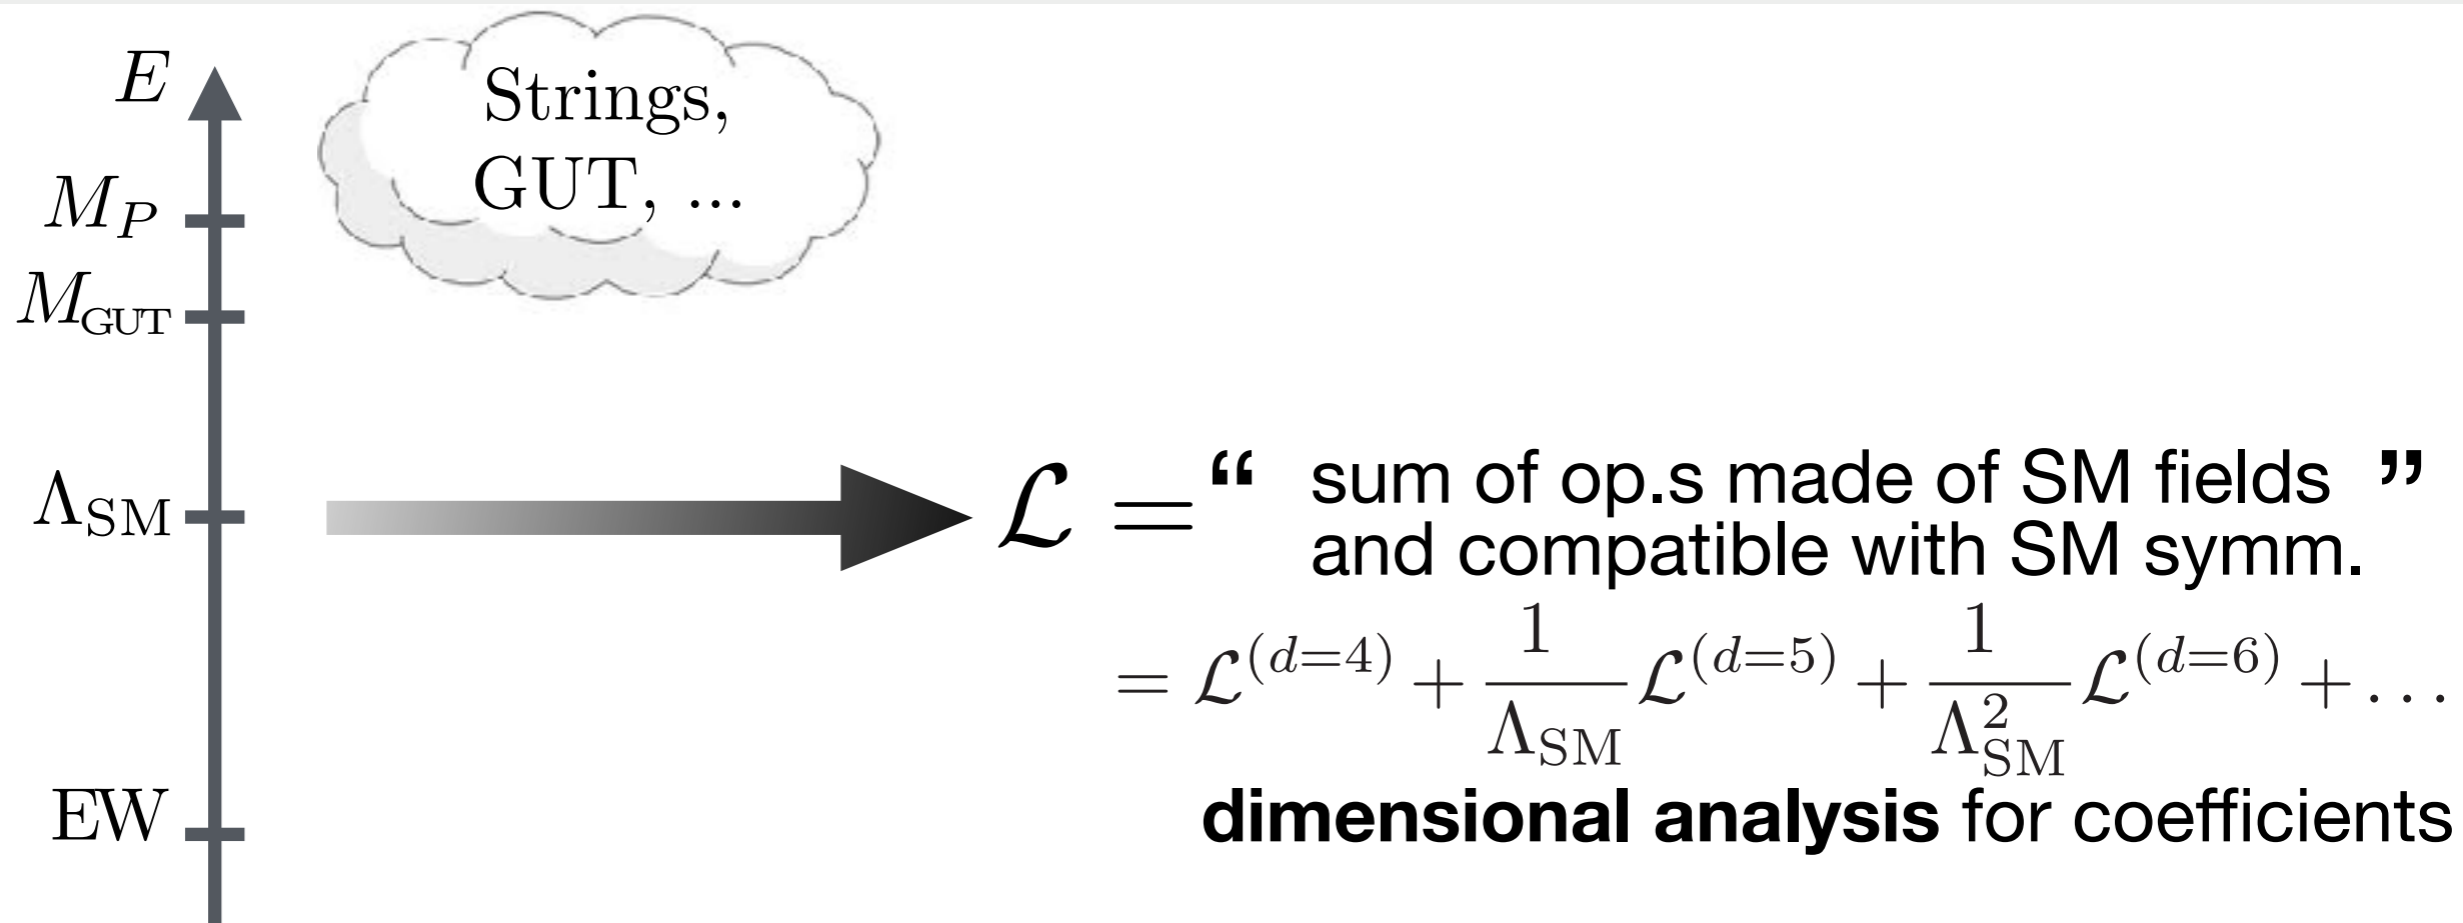 E
Strings,
GUT, ...
M_P
M_GUT
Λ_SM
ℒ = “ sum of op.s made of SM fields ”
and compatible with SM symm.
= ℒ^(d=4) + 1/Λ_SM ℒ^(d=5) + 1/Λ_SM^2 ℒ^(d=6) + ...
EW
dimensional analysis for coefficients